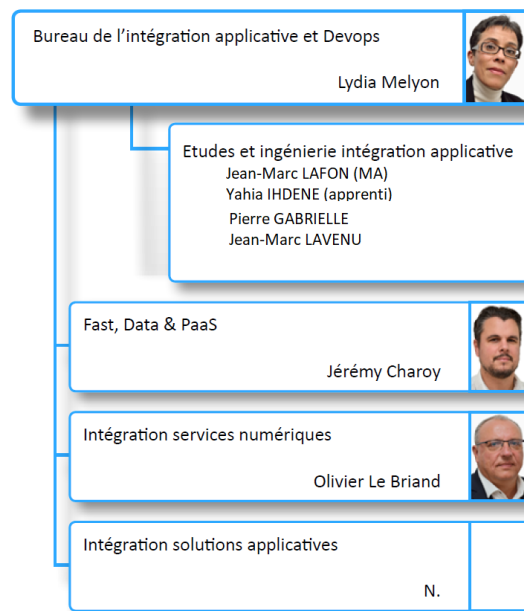 Bureau de l'intégration applicative et Devops
Lydia Melyon
Etudes et ingénierie intégration applicative
Jean-Marc LAFON (MA)
Yahia IHDENE (apprenti)
Pierre GABRIELLE
Jean-Marc LAVENU
Fast, Data & PaaS
Jérémy Charoy
Intégration services numériques
Olivier Le Briand
Intégration solutions applicatives
N.